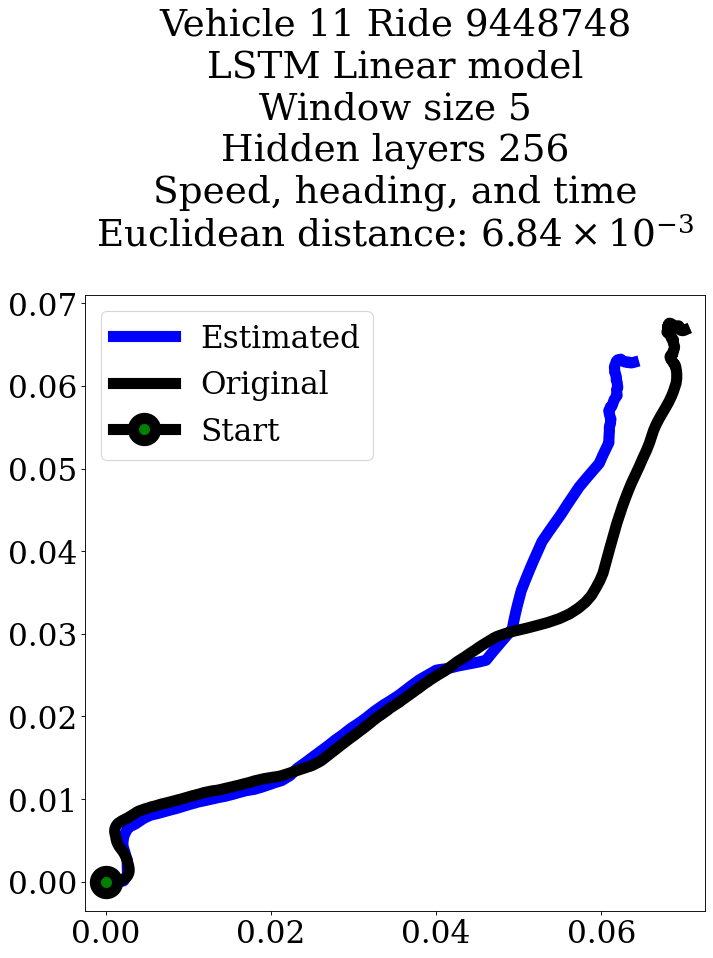 Vehicle 11 Ride 9448748
LSTM Linear model
Window size 5
Hidden layers 256
Speed, heading, and time
Euclidean distance: 6.84 × 10⁻³
0.07
Estimated
Original
Start
0.06
0.05
0.04
0.03
0.02
0.01
0.00
0.00 0.02 0.04 0.06